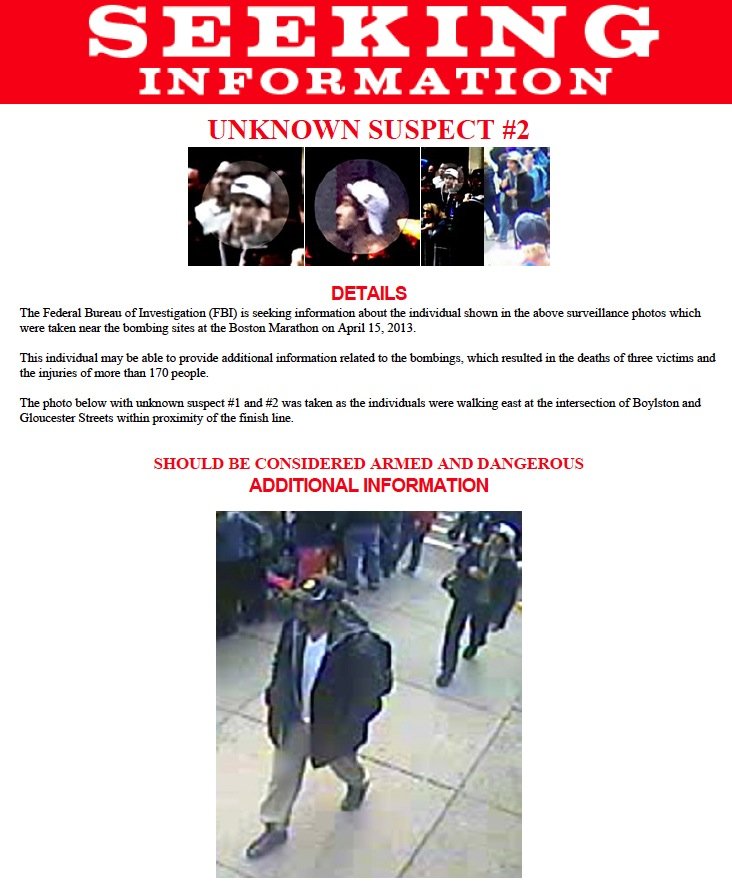 SEEKING
INFORMATION
UNKNOWN SUSPECT #2
DETAILS
The Federal Bureau of Investigation (FBI) is seeking information about the individual shown in the above surveillance photos which
were taken near the bombing sites at the Boston Marathon on April 15, 2013.
This individual may be able to provide additional information related to the bombings, which resulted in the deaths of three victims and
the injuries of more than 170 people.
The photo below with unknown suspect #1 and #2 was taken as the individuals were walking east at the intersection of Boylston and
Gloucester Streets within proximity of the finish line.
SHOULD BE CONSIDERED ARMED AND DANGEROUS
ADDITIONAL INFORMATION